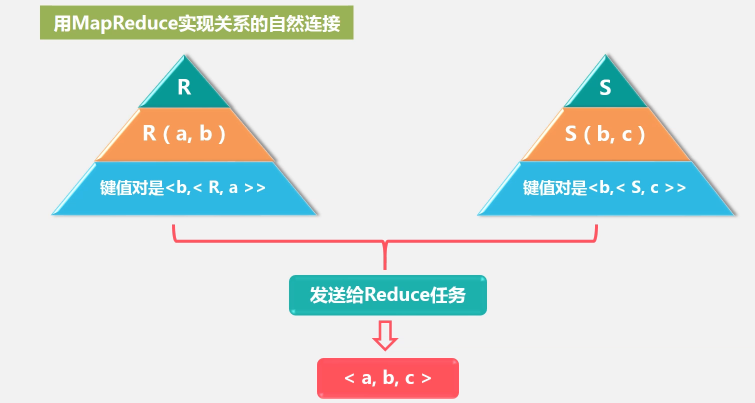 用MapReduce实现关系的自然连接
R
S
R ( a, b )
S ( b, c )
键值对是<b,< R, a >>
键值对是<b,< S, c >>
发送给Reduce任务
< a, b, c >